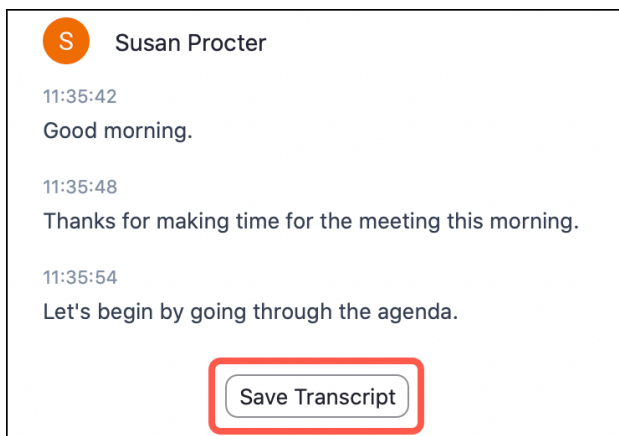 S
Susan Procter
11:35:42
Good morning.
11:35:48
Thanks for making time for the meeting this morning.
11:35:54
Let's begin by going through the agenda.
Save Transcript